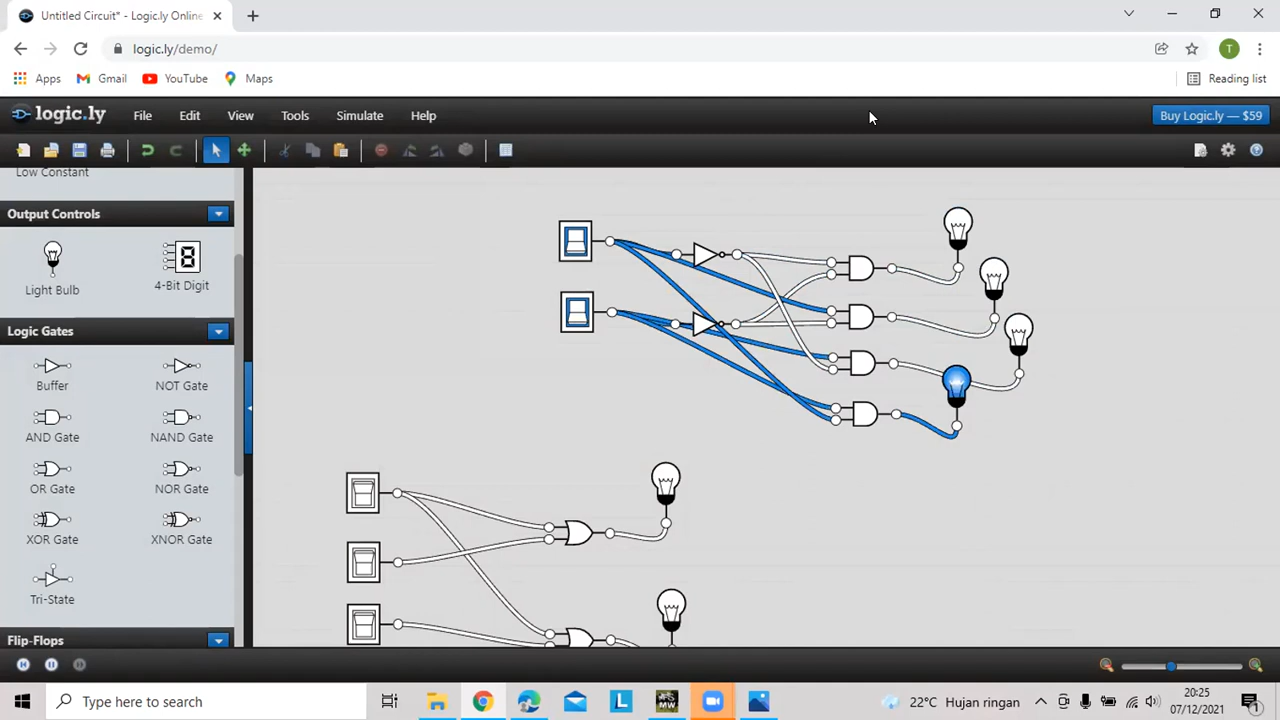 Untitled Circuit* - Logic.ly Online
logic.ly/demo/
T
Apps Gmail YouTube Maps Reading list
logic.ly File Edit View Tools Simulate Help Buy Logic.ly — $59
Low Constant
Output Controls
Light Bulb 4-Bit Digit
Logic Gates
Buffer NOT Gate
AND Gate NAND Gate
OR Gate NOR Gate
XOR Gate XNOR Gate
Tri-State
Flip-Flops
Type here to search
L
MW
22°C Hujan ringan
20:25
07/12/2021
1